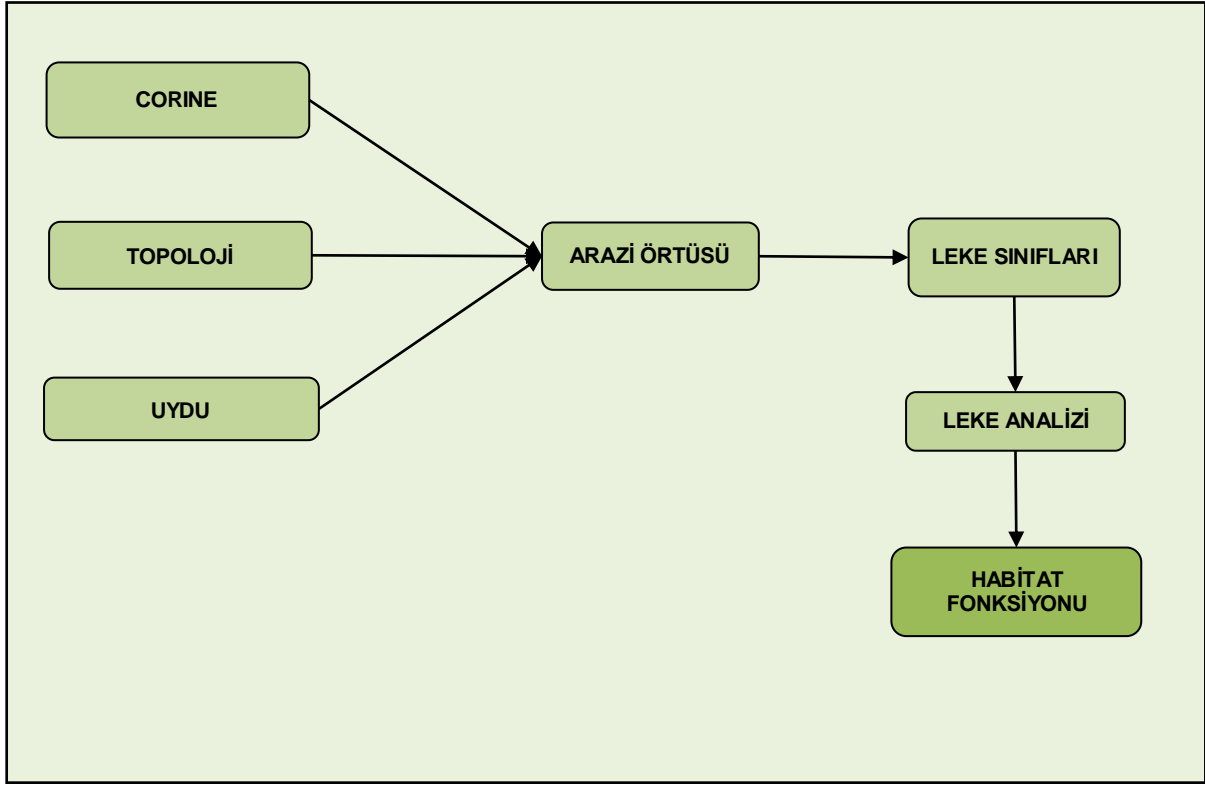 CORINE
TOPOLOJİ
UYDU
ARAZİ ÖRTÜSÜ
LEKE SINIFLARI
LEKE ANALİZİ
HABİTAT
FONKSİYONU